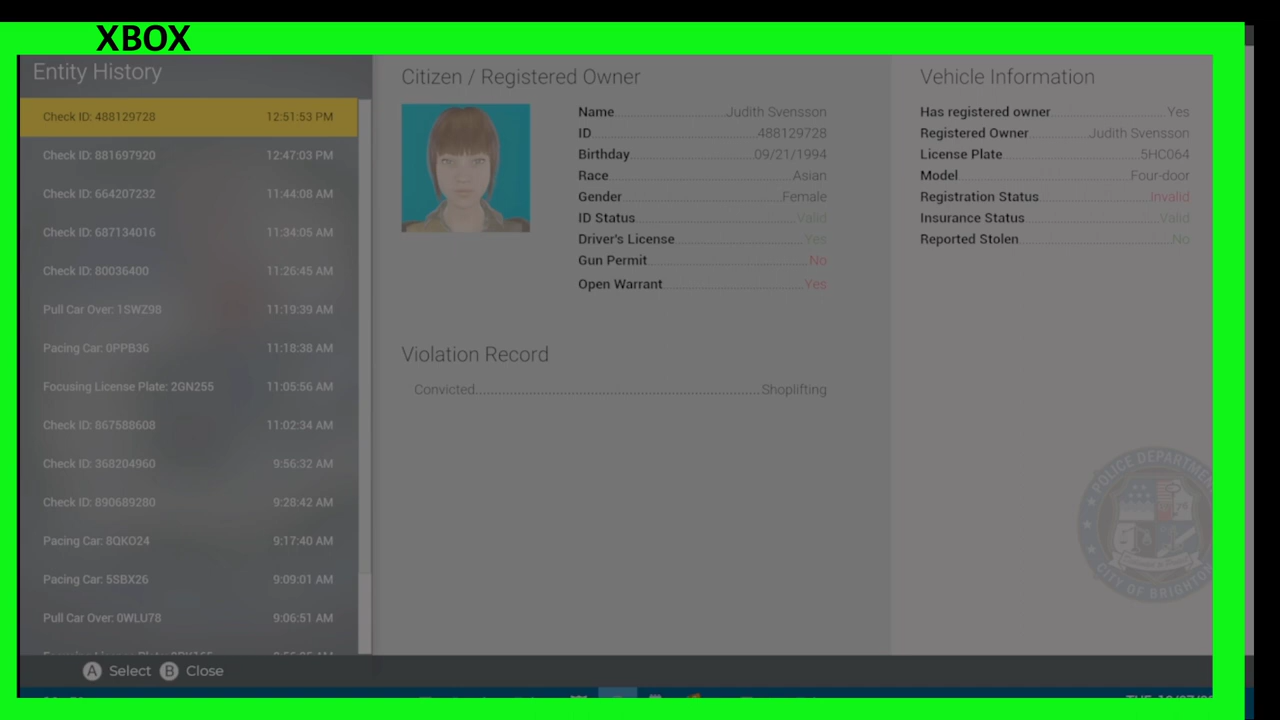 XBOX
Entity History
Check ID: 488129728 12:51:53 PM
Check ID: 881697920 12:47:03 PM
Check ID: 664207232 11:44:08 AM
Check ID: 687134016 11:34:05 AM
Check ID: 80036400 11:26:45 AM
Pull Car Over: 1SWZ98 11:19:39 AM
Pacing Car: 0PPB36 11:18:38 AM
Focusing License Plate: 2GN255 11:05:56 AM
Check ID: 867588608 11:02:34 AM
Check ID: 368204960 9:56:32 AM
Check ID: 890689280 9:28:42 AM
Pacing Car: 8QKO24 9:17:40 AM
Pacing Car: 5SBX26 9:09:01 AM
Pull Car Over: 0WLU78 9:06:51 AM
A Select B Close
Citizen / Registered Owner
Name Judith Svensson
ID 488129728
Birthday 09/21/1994
Race Asian
Gender Female
ID Status Valid
Driver's License Yes
Gun Permit No
Open Warrant Yes
Violation Record
Convicted Shoplifting
Vehicle Information
Has registered owner Yes
Registered Owner Judith Svensson
License Plate 5HC064
Model Four-door
Registration Status Invalid
Insurance Status Valid
Reported Stolen No
POLICE DEPARTM
CITY OF BRIGHTO